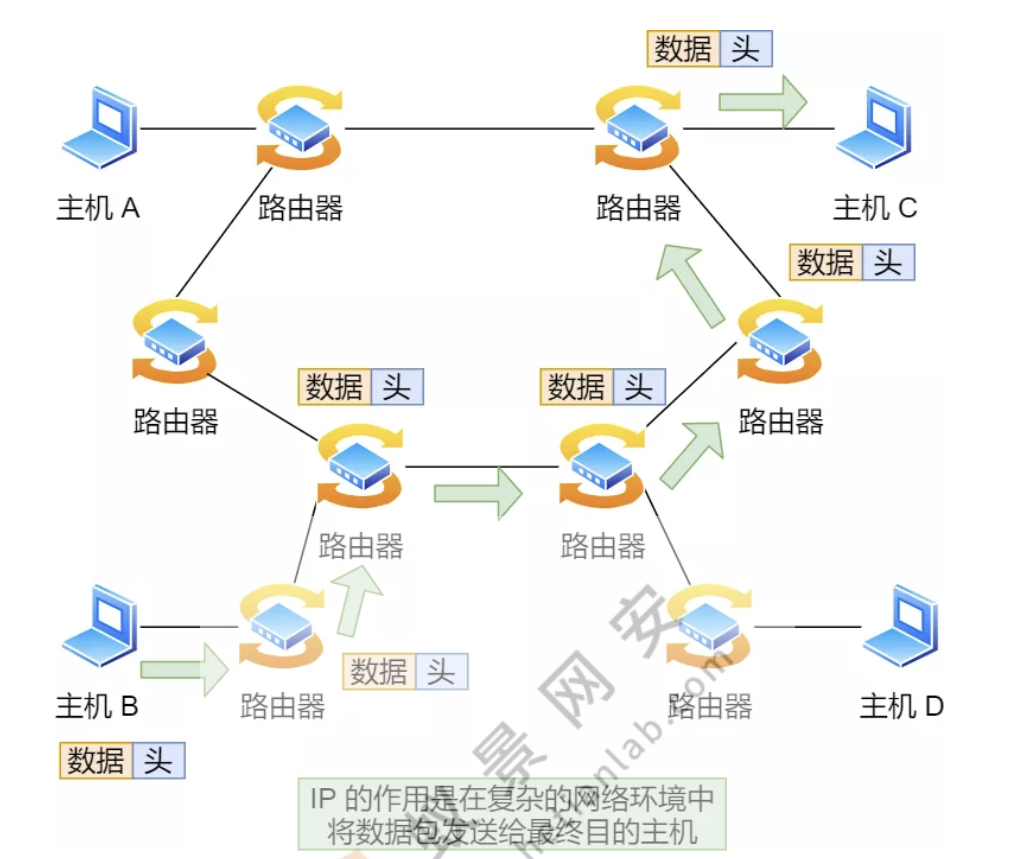 数据 头
主机 A
路由器
路由器
主机 C
数据 头
路由器
数据 头
数据 头
路由器
路由器
路由器
数据 头
主机 B
路由器
路由器
主机 D
数据 头
IP 的作用是在复杂的网络环境中
将数据包发送给最终目的主机
蚁景网安
hetianlab.com